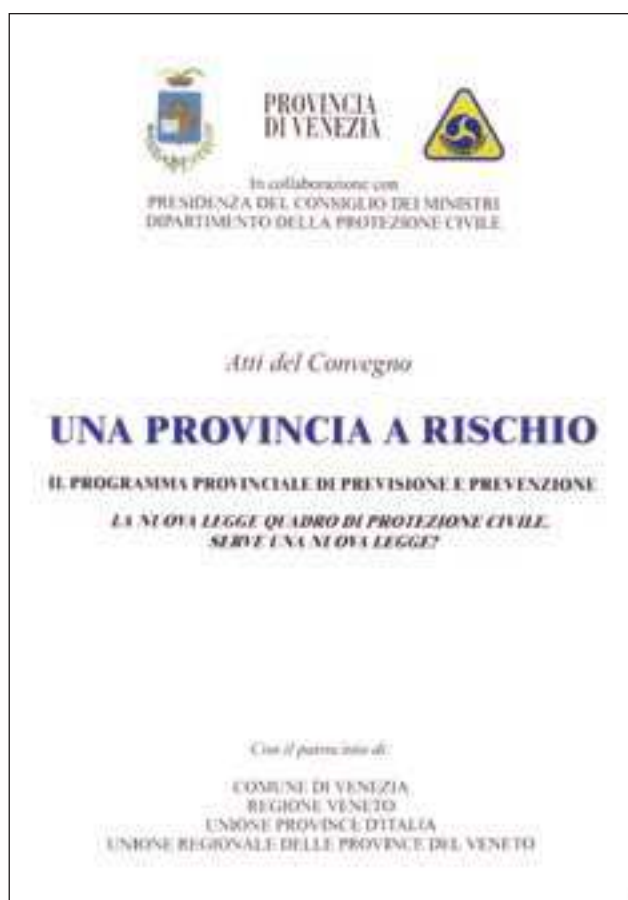 PROVINCIA
DI VENEZIA
In collaborazione con
PRESIDENZA DEL CONSIGLIO DEI MINISTRI
DIPARTIMENTO DELLA PROTEZIONE CIVILE
Atti del Convegno
UNA PROVINCIA A RISCHIO
IL PROGRAMMA PROVINCIALE DI PREVISIONE E PREVENZIONE
LA NUOVA LEGGE QUADRO DI PROTEZIONE CIVILE.
SERVE UNA NUOVA LEGGE?
Con il patrocinio di:
COMUNE DI VENEZIA
REGIONE VENETO
UNIONE PROVINCE D'ITALIA
UNIONE REGIONALE DELLE PROVINCE DEL VENETO